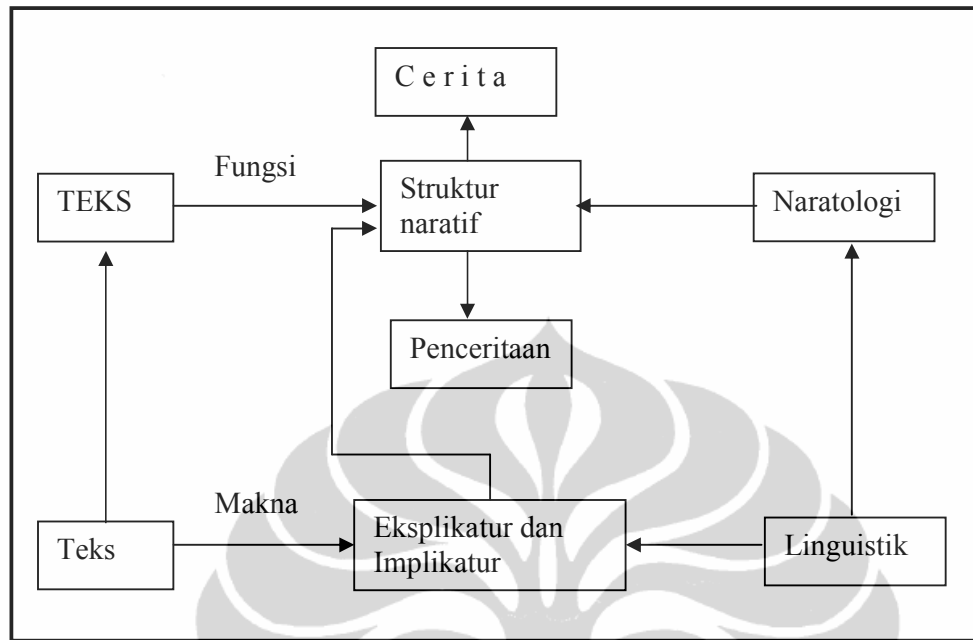 C e r i t a
Fungsi
TEKS
Struktur
naratif
Naratologi
Penceritaan
Makna
Teks
Eksplikatur dan
Implikatur
Linguistik